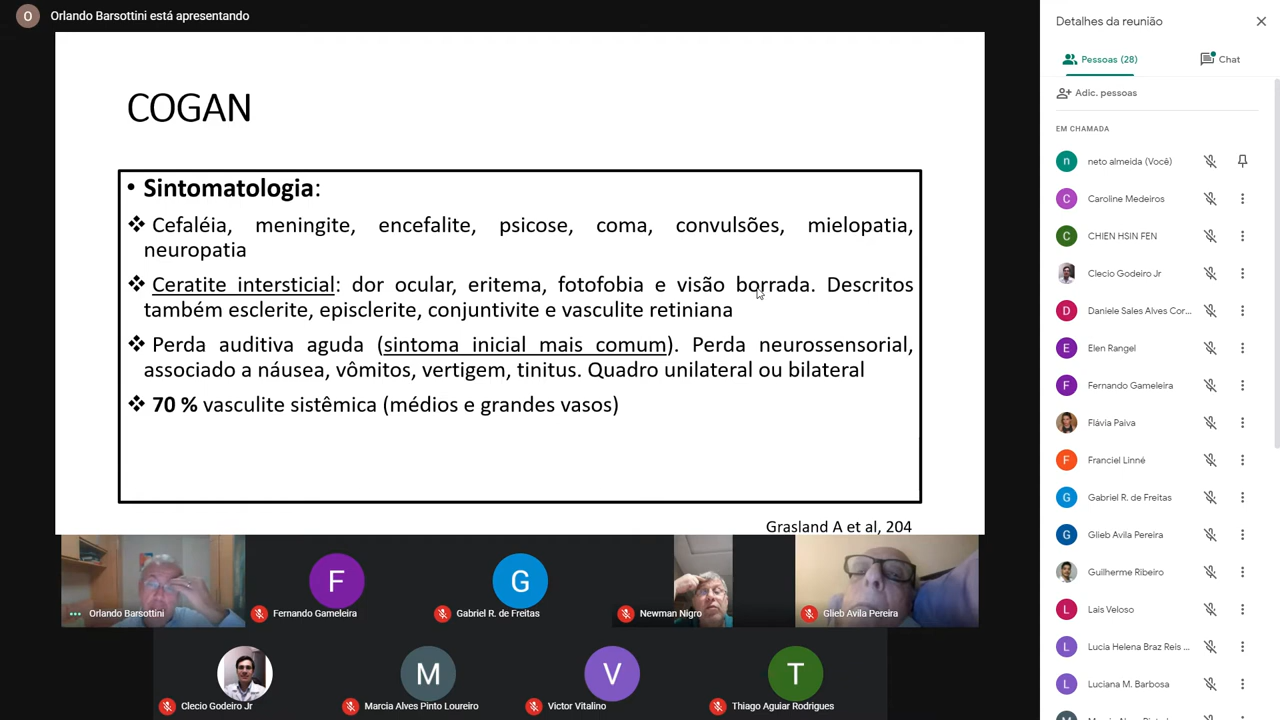 O
Orlando Barsottini está apresentando
COGAN
• Sintomatologia:
❖ Cefaléia, meningite, encefalite, psicose, coma, convulsões, mielopatia,
neuropatia
❖ Ceratite intersticial: dor ocular, eritema, fotofobia e visão borrada. Descritos
também esclerite, episclerite, conjuntivite e vasculite retiniana
❖ Perda auditiva aguda (sintoma inicial mais comum). Perda neurossensorial,
associado a náusea, vômitos, vertigem, tinitus. Quadro unilateral ou bilateral
❖ 70 % vasculite sistêmica (médios e grandes vasos)
Grasland A et al, 204
Orlando Barsottini
F
Fernando Gameleira
G
Gabriel R. de Freitas
Newman Nigro
Glieb Avila Pereira
Clecio Godeiro Jr
M
Marcia Alves Pinto Loureiro
V
Victor Vitalino
T
Thiago Aguiar Rodrigues
Detalhes da reunião
Pessoas (28)
Chat
Adic. pessoas
EM CHAMADA
n neto almeida (Você)
C Caroline Medeiros
C CHIEN HSIN FEN
Clecio Godeiro Jr
D Daniele Sales Alves Cor...
E Elen Rangel
F Fernando Gameleira
Flávia Paiva
F Franciel Linné
G Gabriel R. de Freitas
G Glieb Avila Pereira
Guilherme Ribeiro
L Lais Veloso
L Lucia Helena Braz Reis ...
L Luciana M. Barbosa